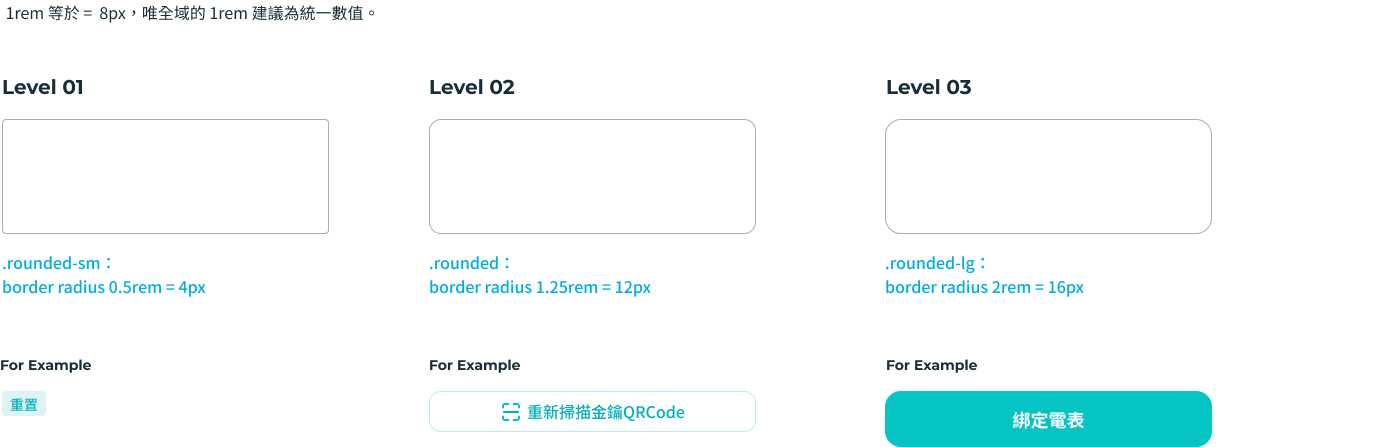 1rem 等於 = 8px，唯全域的 1rem 建議為統一數值。
Level 01
Level 02
Level 03
.rounded-sm：
border radius 0.5rem = 4px
.rounded：
border radius 1.25rem = 12px
.rounded-lg：
border radius 2rem = 16px
For Example
For Example
For Example
重置
重新掃描金鑰QRCode
綁定電表